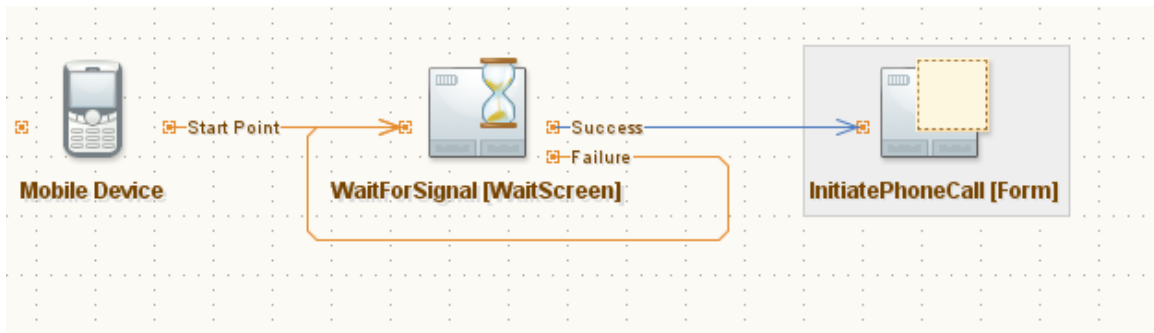 Start Point
Success
Failure
Mobile Device
WaitForSignal [WaitScreen]
InitiatePhoneCall [Form]